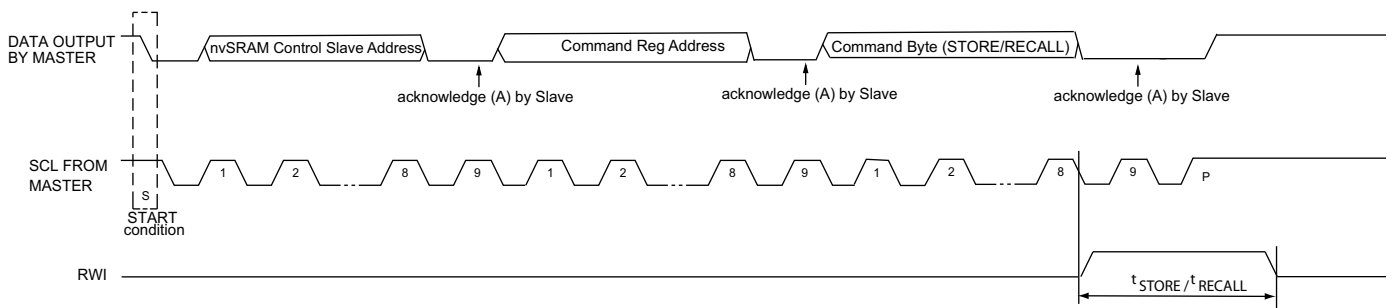 DATA OUTPUT
BY MASTER
nvSRAM Control Slave Address
Command Reg Address
Command Byte (STORE/RECALL)
acknowledge (A) by Slave
acknowledge (A) by Slave
acknowledge (A) by Slave
SCL FROM
MASTER
S
1
2
8
9
1
2
8
9
1
2
8
9
P
START
condition
RWI
t STORE / t RECALL